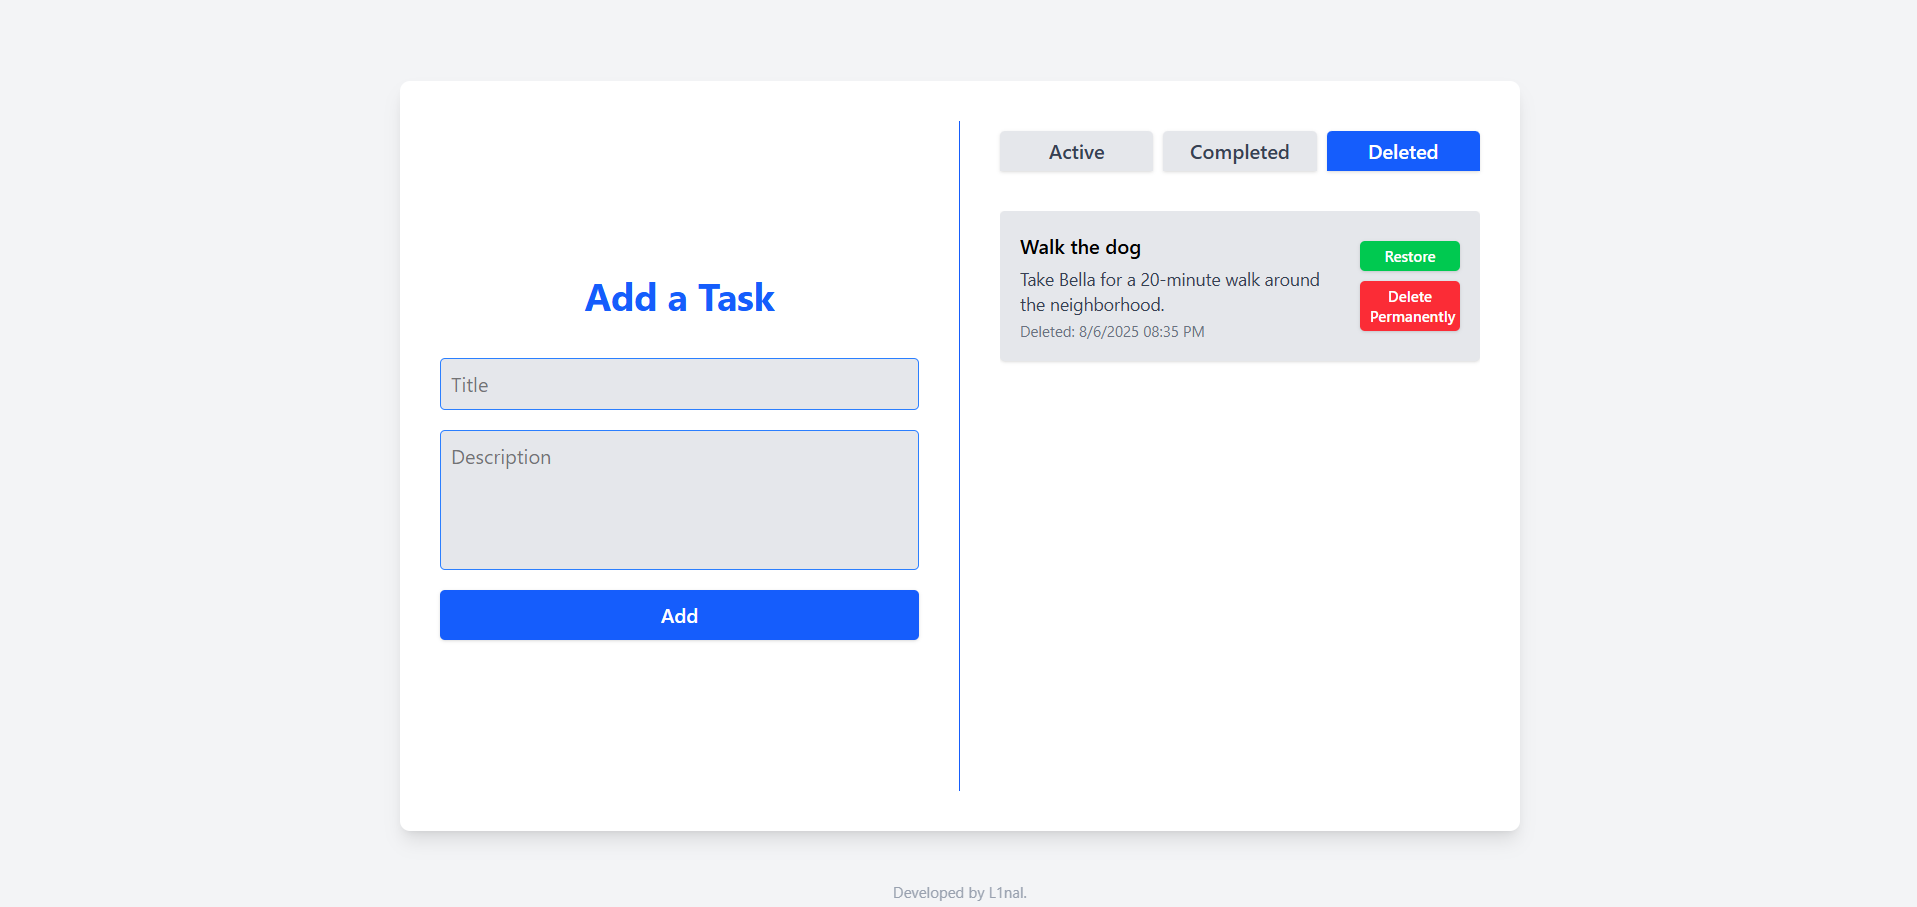 Add a Task
Title
Description
Add
Active
Completed
Deleted
Walk the dog
Take Bella for a 20-minute walk around
the neighborhood.
Deleted: 8/6/2025 08:35 PM
Restore
Delete
Permanently
Developed by L1nal.